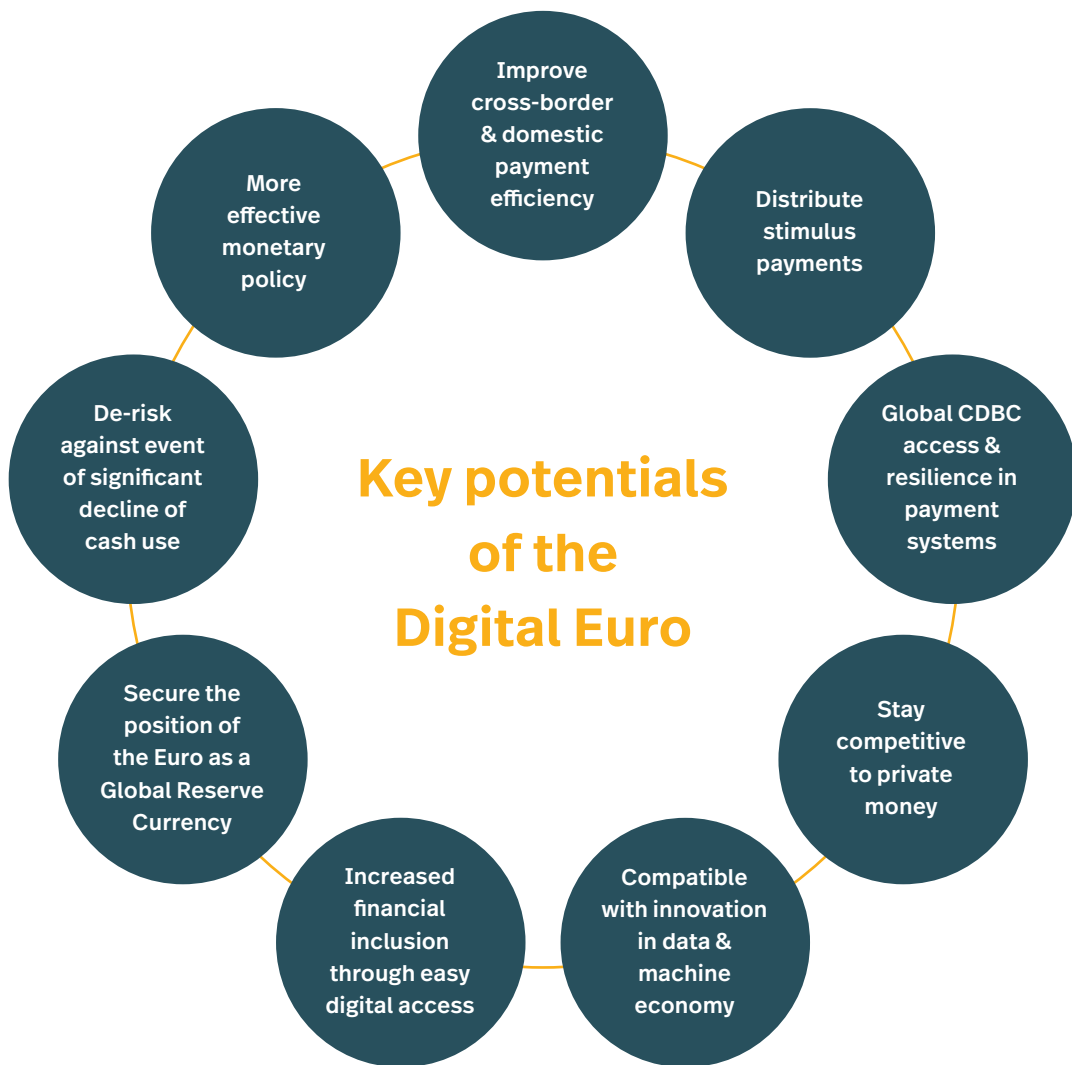 Improve
cross-border
& domestic
payment
efficiency
Distribute
stimulus
payments
Global CDBC
access &
resilience in
payment
systems
Stay
competitive
to private
money
Compatible
with innovation
in data &
machine
economy
Increased
financial
inclusion
through easy
digital access
Secure the
position of
the Euro as a
Global Reserve
Currency
De-risk
against event
of significant
decline of
cash use
More
effective
monetary
policy
Key potentials
of the
Digital Euro